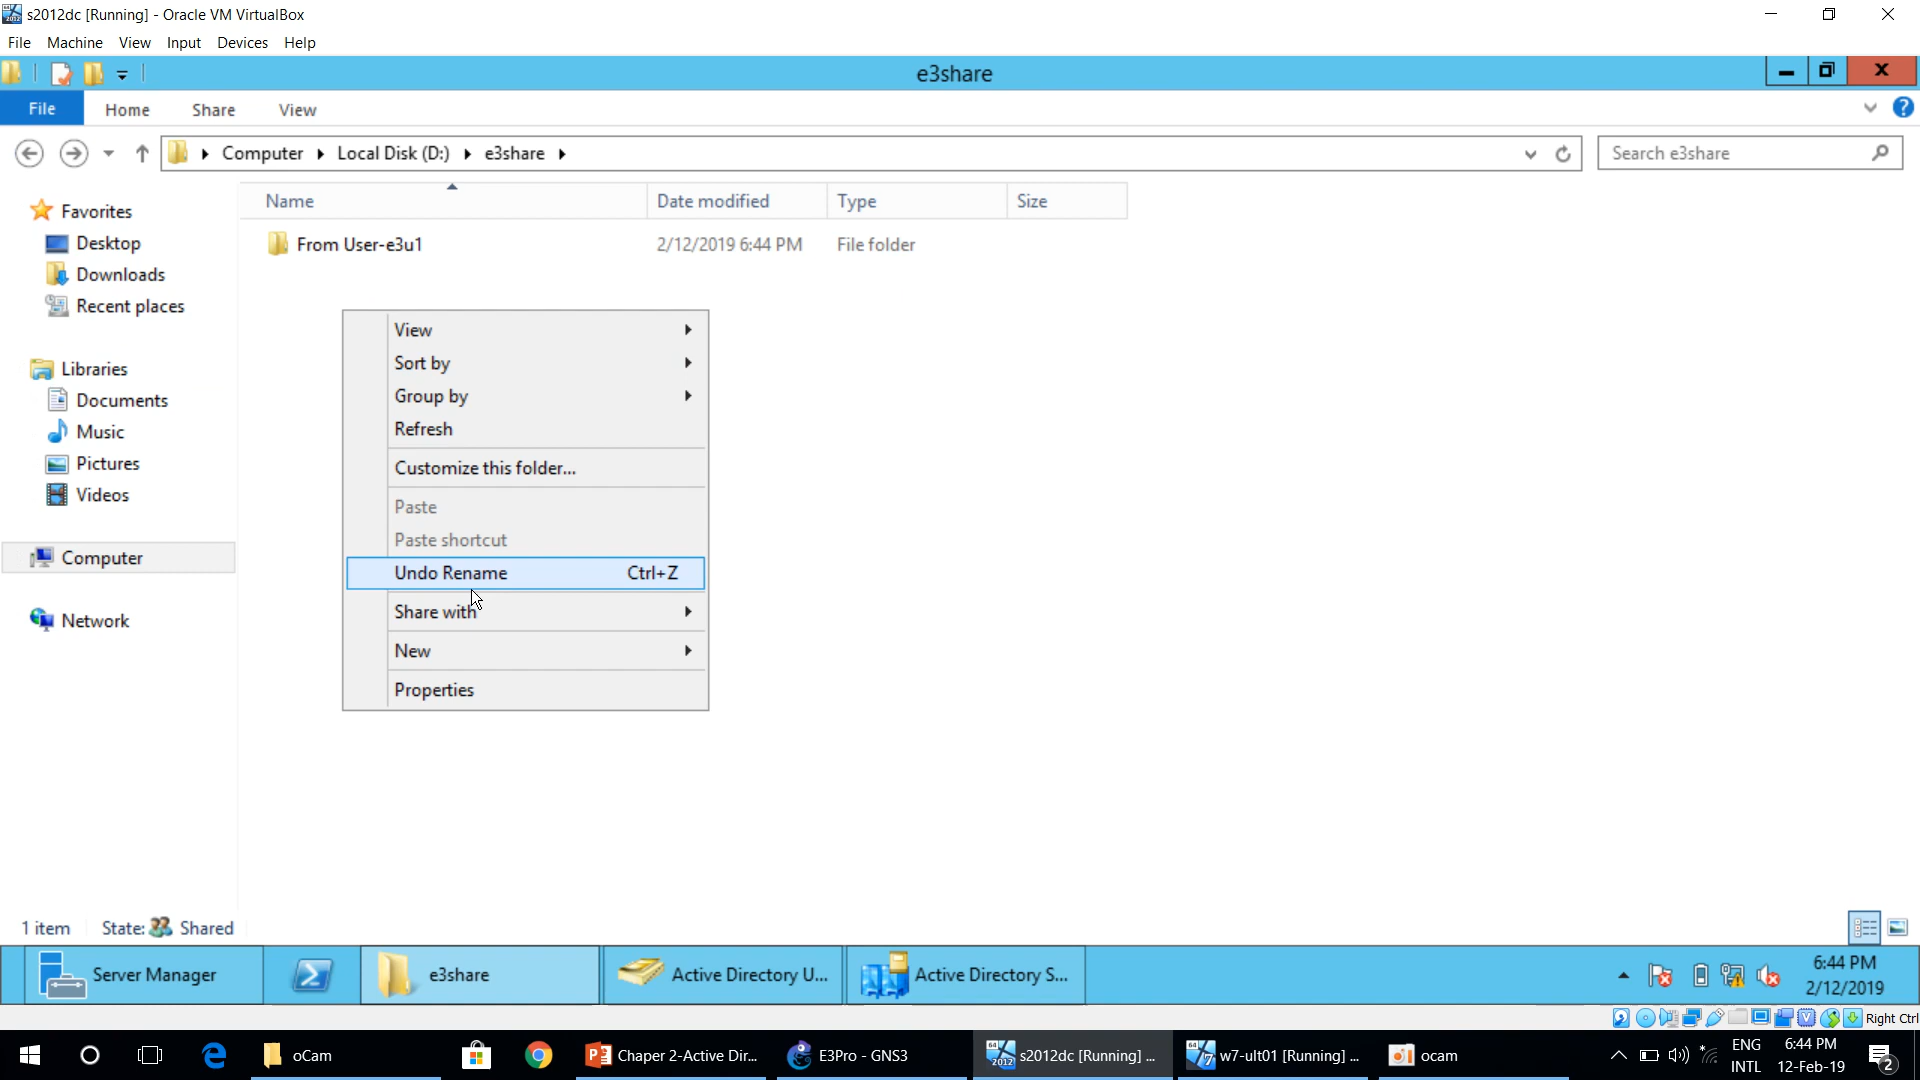 s2012dc [Running] - Oracle VM VirtualBox
File Machine View Input Devices Help
e3share
File Home Share View
Computer Local Disk (D:) e3share
Search e3share
Name Date modified Type Size
From User-e3u1 2/12/2019 6:44 PM File folder
Favorites
Desktop
Downloads
Recent places
Libraries
Documents
Music
Pictures
Videos
Computer
Network
View
Sort by
Group by
Refresh
Customize this folder...
Paste
Paste shortcut
Undo Rename Ctrl+Z
Share with
New
Properties
1 item State: Shared
Server Manager e3share Active Directory U... Active Directory S...
6:44 PM
2/12/2019
Right Ctrl
oCam Chaper 2-Active Dir... E3Pro - GNS3 s2012dc [Running] ... w7-ult01 [Running] ... ocam
ENG
INTL
6:44 PM
12-Feb-19
2